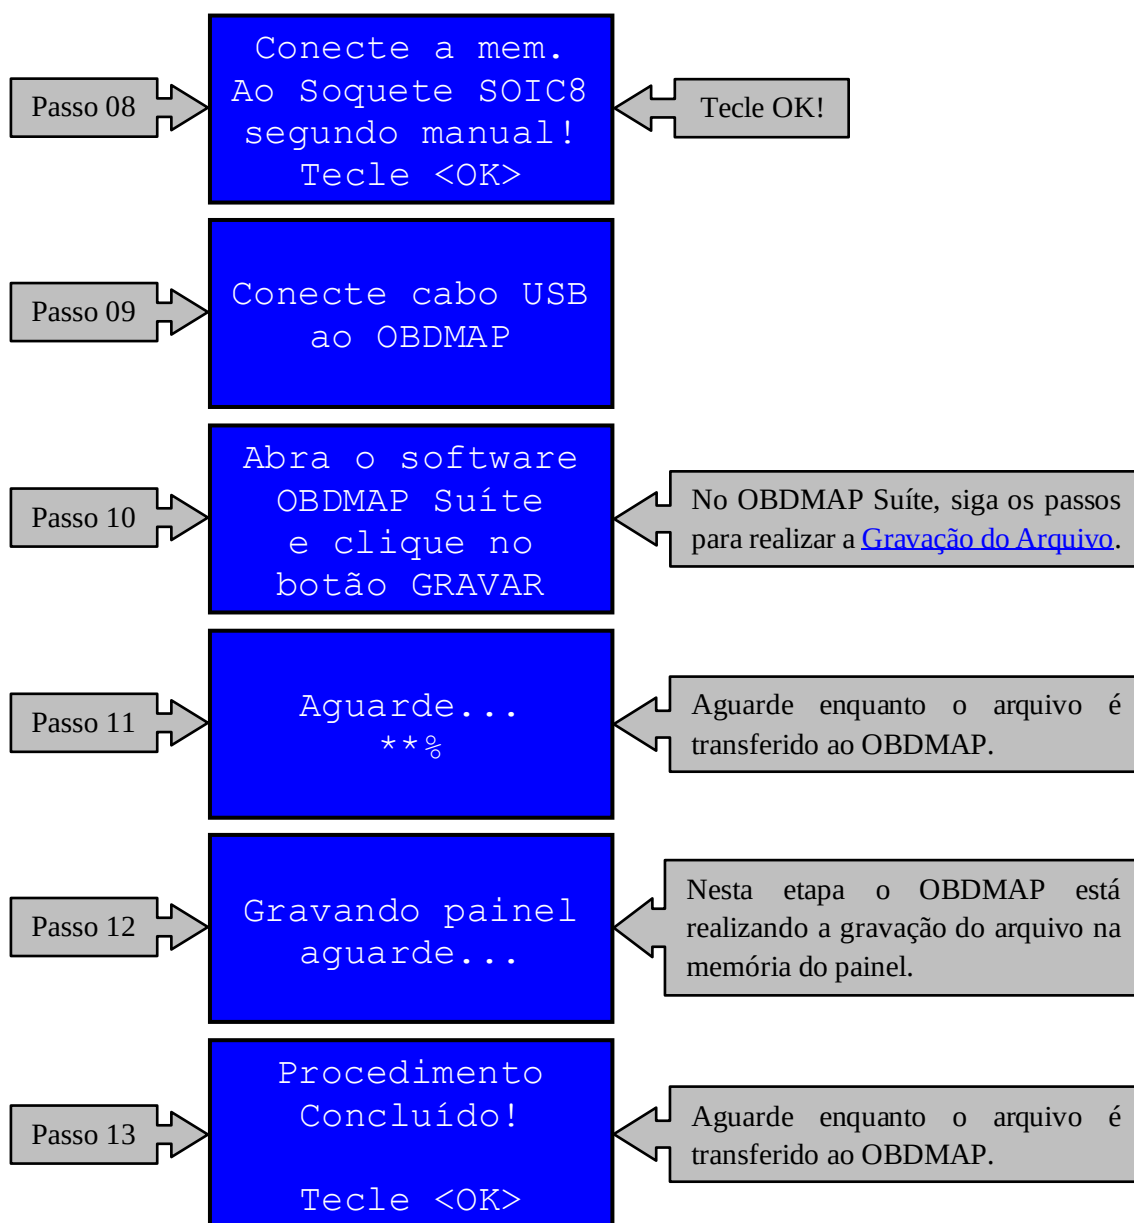 Passo 08
Conecte a mem.
Ao Soquete SOIC8
segundo manual!
Tecle <OK>
Tecle OK!
Passo 09
Conecte cabo USB
ao OBDMAP
Passo 10
Abra o software
OBDMAP Suíte
e clique no
botão GRAVAR
No OBDMAP Suíte, siga os passos
para realizar a Gravação do Arquivo.
Passo 11
Aguarde...
**%
Aguarde enquanto o arquivo é
transferido ao OBDMAP.
Passo 12
Gravando painel
aguarde...
Nesta etapa o OBDMAP está
realizando a gravação do arquivo na
memória do painel.
Passo 13
Procedimento
Concluído!
Tecle <OK>
Aguarde enquanto o arquivo é
transferido ao OBDMAP.